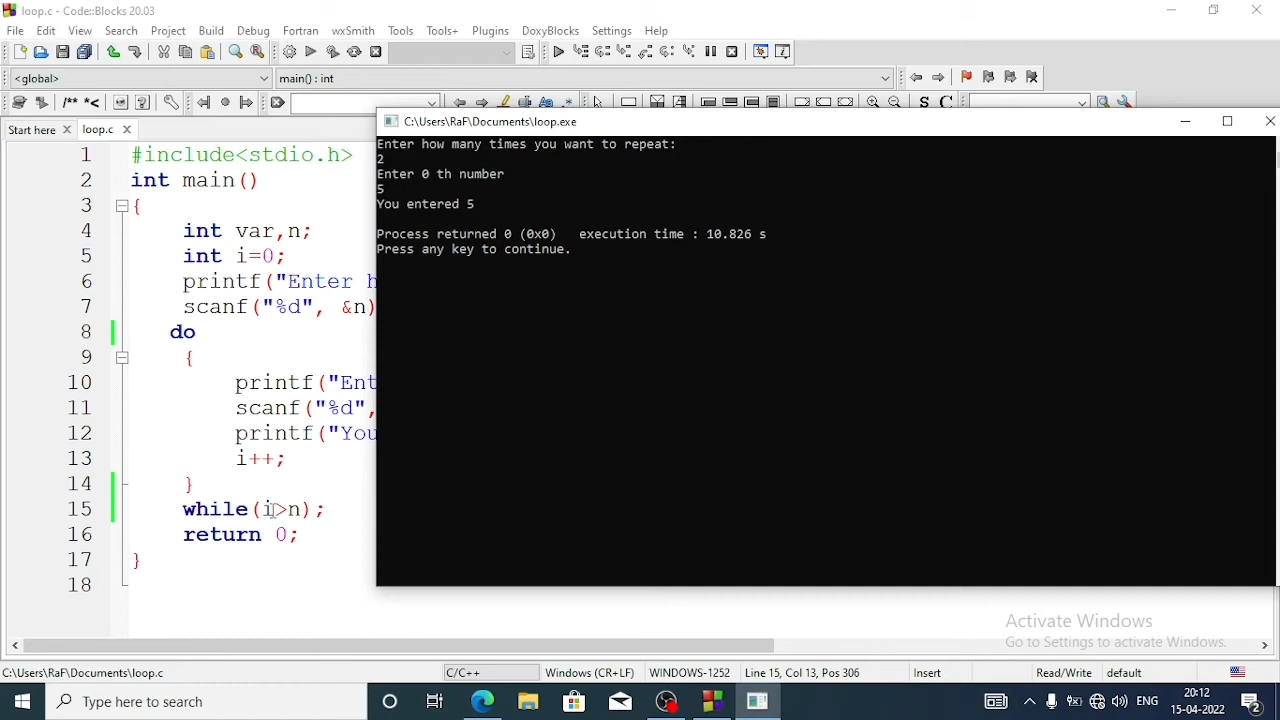 loop.c - Code::Blocks 20.03
File Edit View Search Project Build Debug Fortran wxSmith Tools Tools+ Plugins DoxyBlocks Settings Help
<global> main() : int
/** *<
Start here loop.c
C:\Users\RaF\Documents\loop.exe
Enter how many times you want to repeat:
2
Enter 0 th number
5
You entered 5
Process returned 0 (0x0) execution time : 10.826 s
Press any key to continue.
1 #include<stdio.h>
2 int main()
3 {
4 int var,n;
5 int i=0;
6 printf("Enter h
7 scanf("%d", &n)
8 do
9 {
10 printf("Ent
11 scanf("%d",
12 printf("You
13 i++;
14 }
15 while(i>n);
16 return 0;
17 }
18
Activate Windows
Go to Settings to activate Windows.
C:\Users\RaF\Documents\loop.c C/C++ Windows (CR+LF) WINDOWS-1252 Line 15, Col 13, Pos 306 Insert Read/Write default
Type here to search ENG 20:12
15-04-2022 2